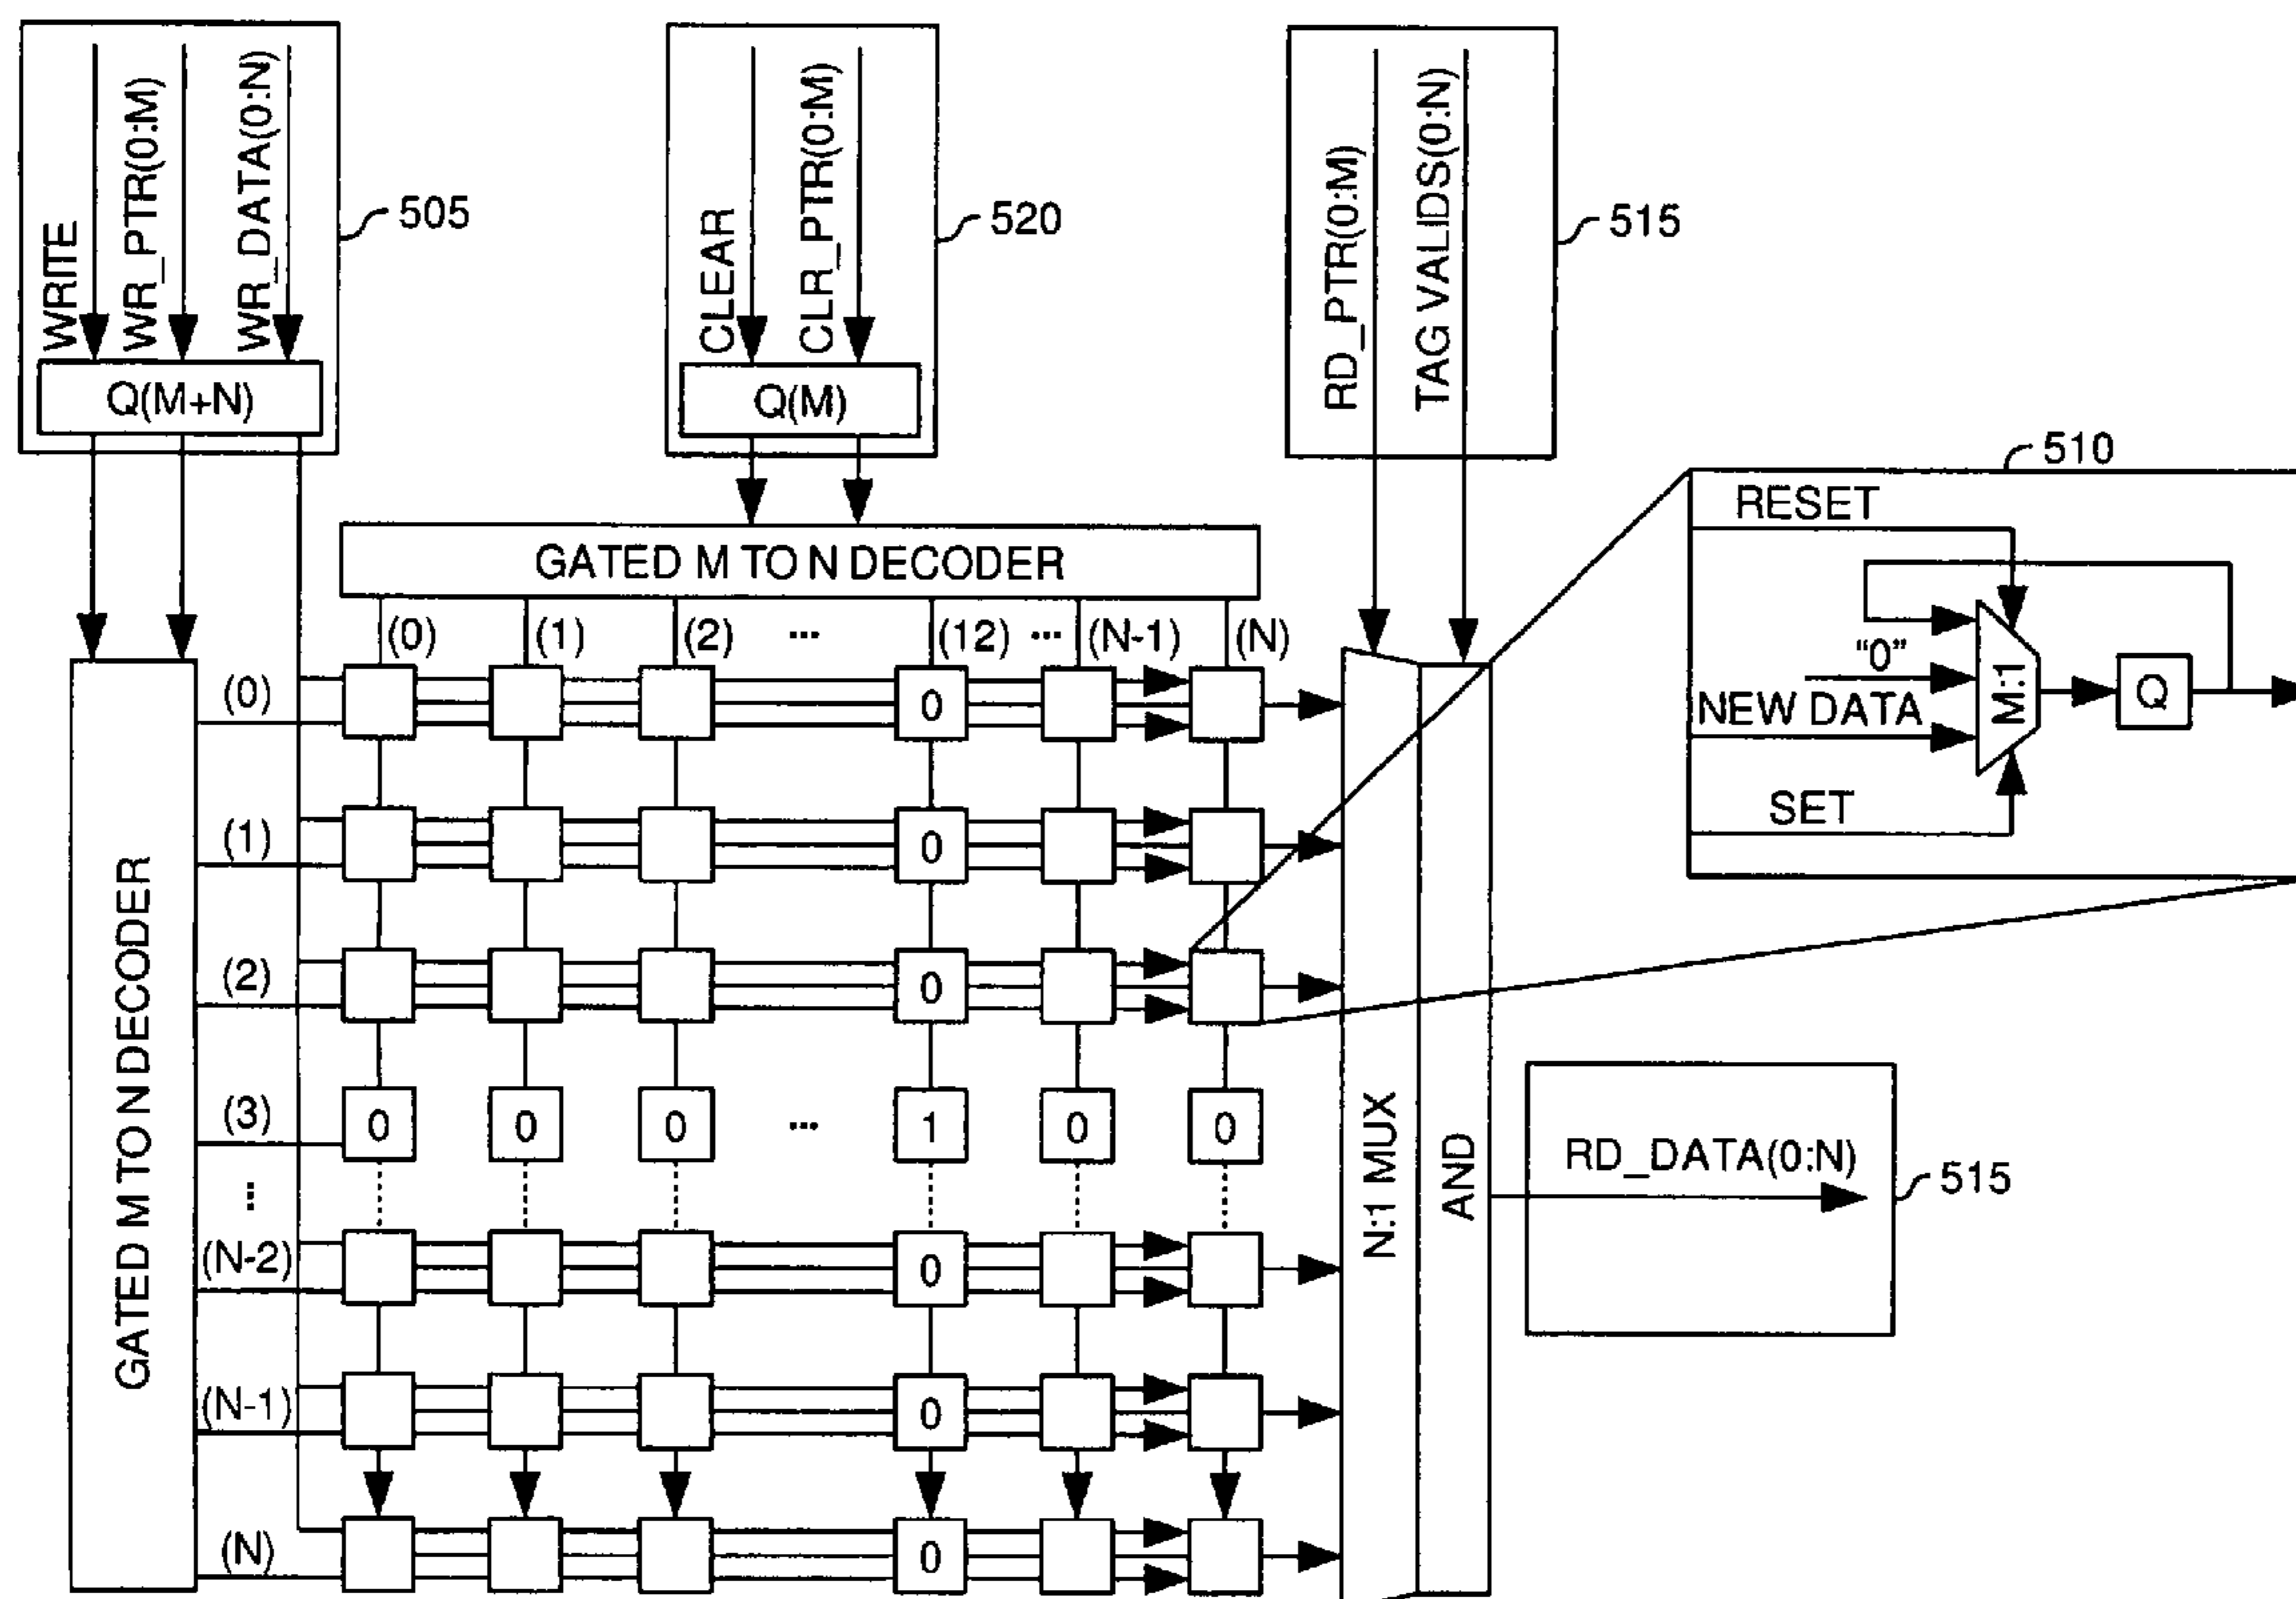 WRITE
WR_PTR(0:M)
WR_DATA(0:N)
505
Q(M+N)
CLEAR
CLR_PTR(0:M)
520
Q(M)
RD_PTR(0:M)
TAG VALIDS(0:N)
515
510
RESET
"0"
NEW DATA
M:1
Q
SET
GATED M TO N DECODER
(0) (1) (2) ... (12) ... (N-1) (N)
GATED M TO N DECODER
(0) 0
(1) 0
(2) 0
(3) 0 0 0 ... 1 0 0
...
(N-2) 0
(N-1) 0
(N) 0
N:1 MUX
AND
RD_DATA(0:N)
515